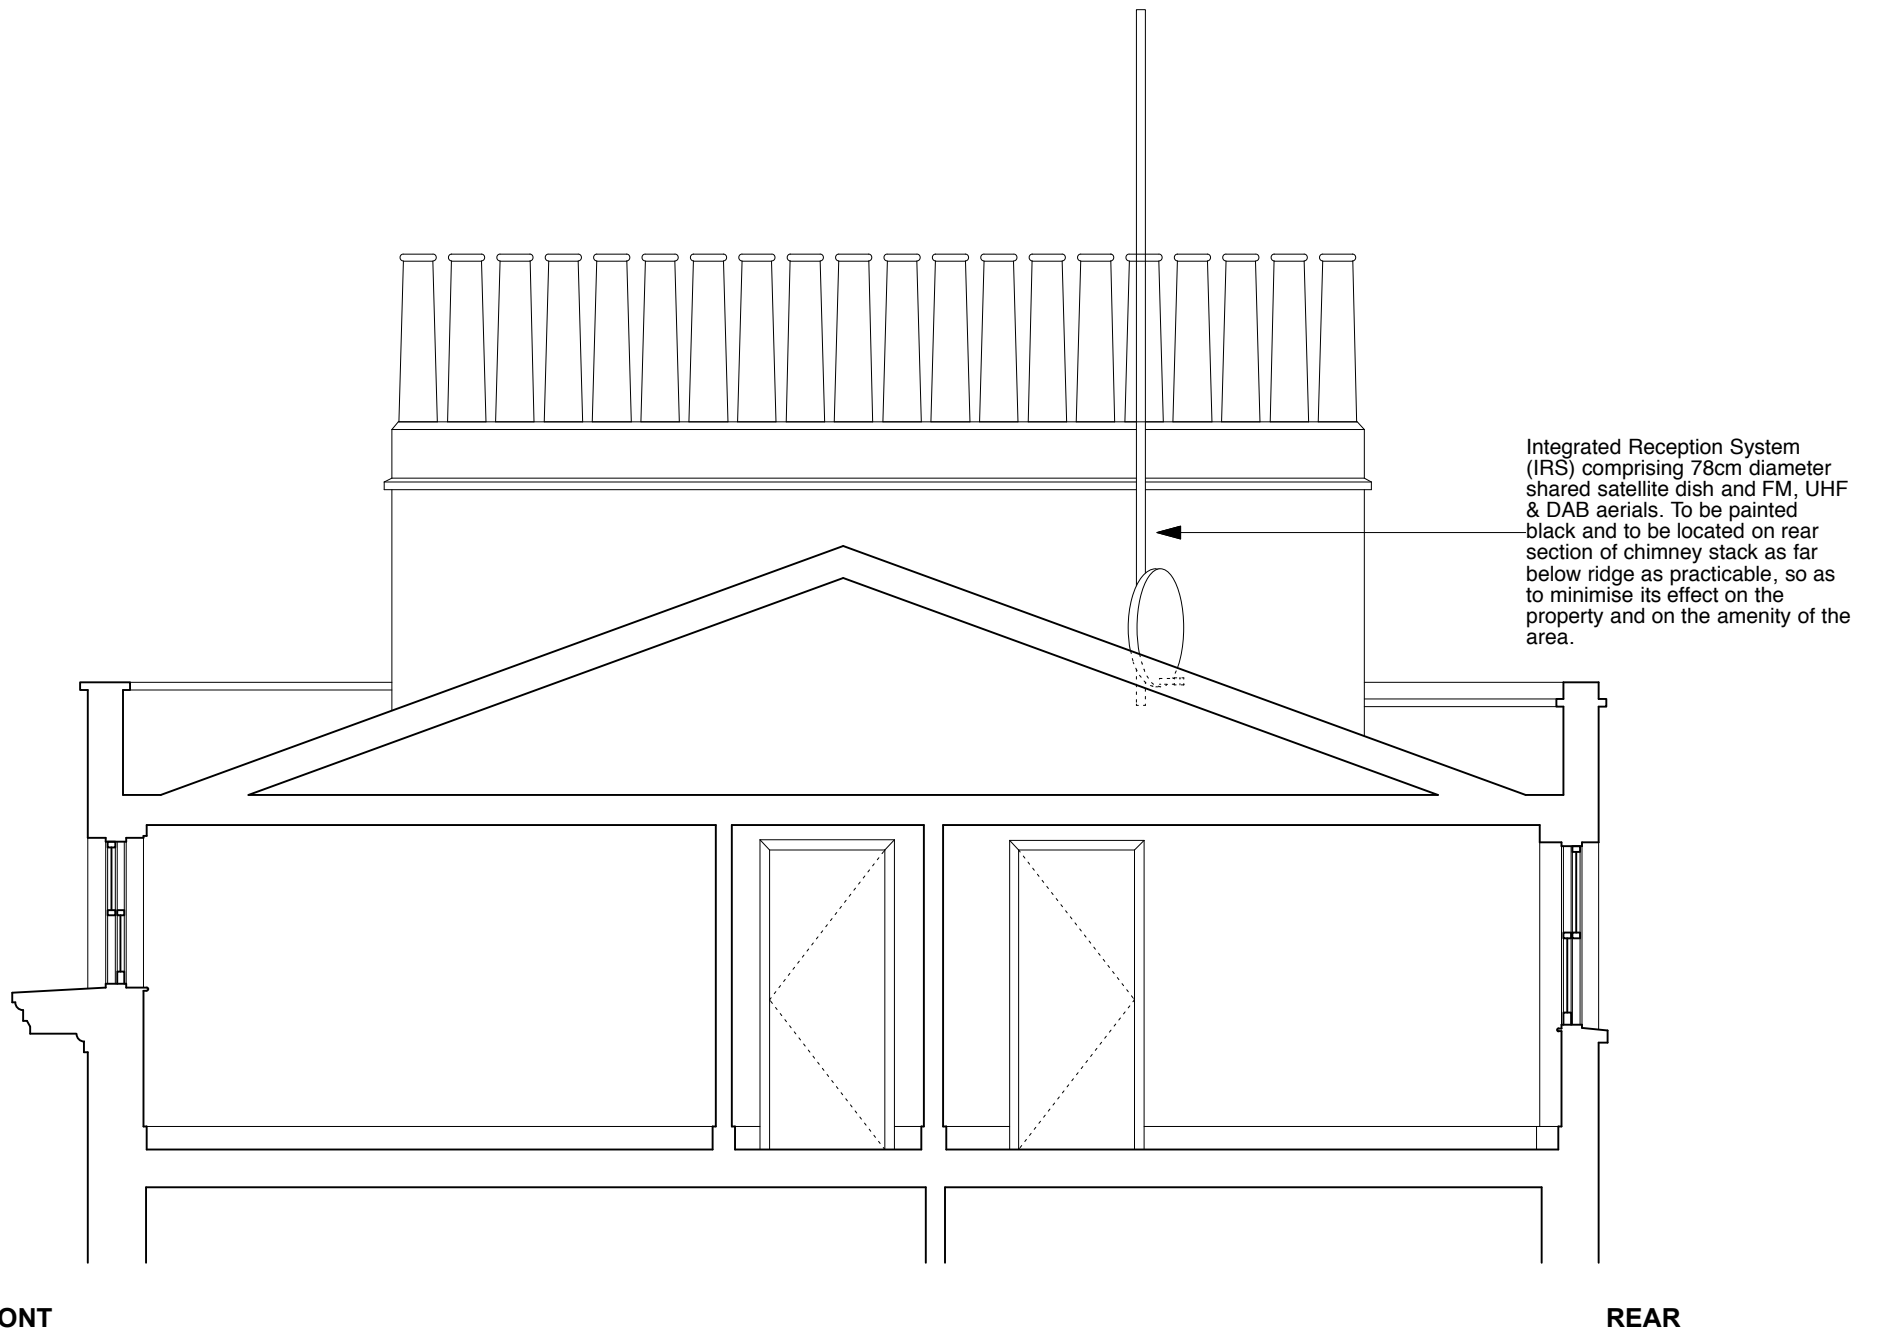 Integrated Reception System
(IRS) comprising 78cm diameter
shared satellite dish and FM, UHF
& DAB aerials. To be painted
black and to be located on rear
section of chimney stack as far
below ridge as practicable, so as
to minimise its effect on the
property and on the amenity of the
area.
ONT
REAR